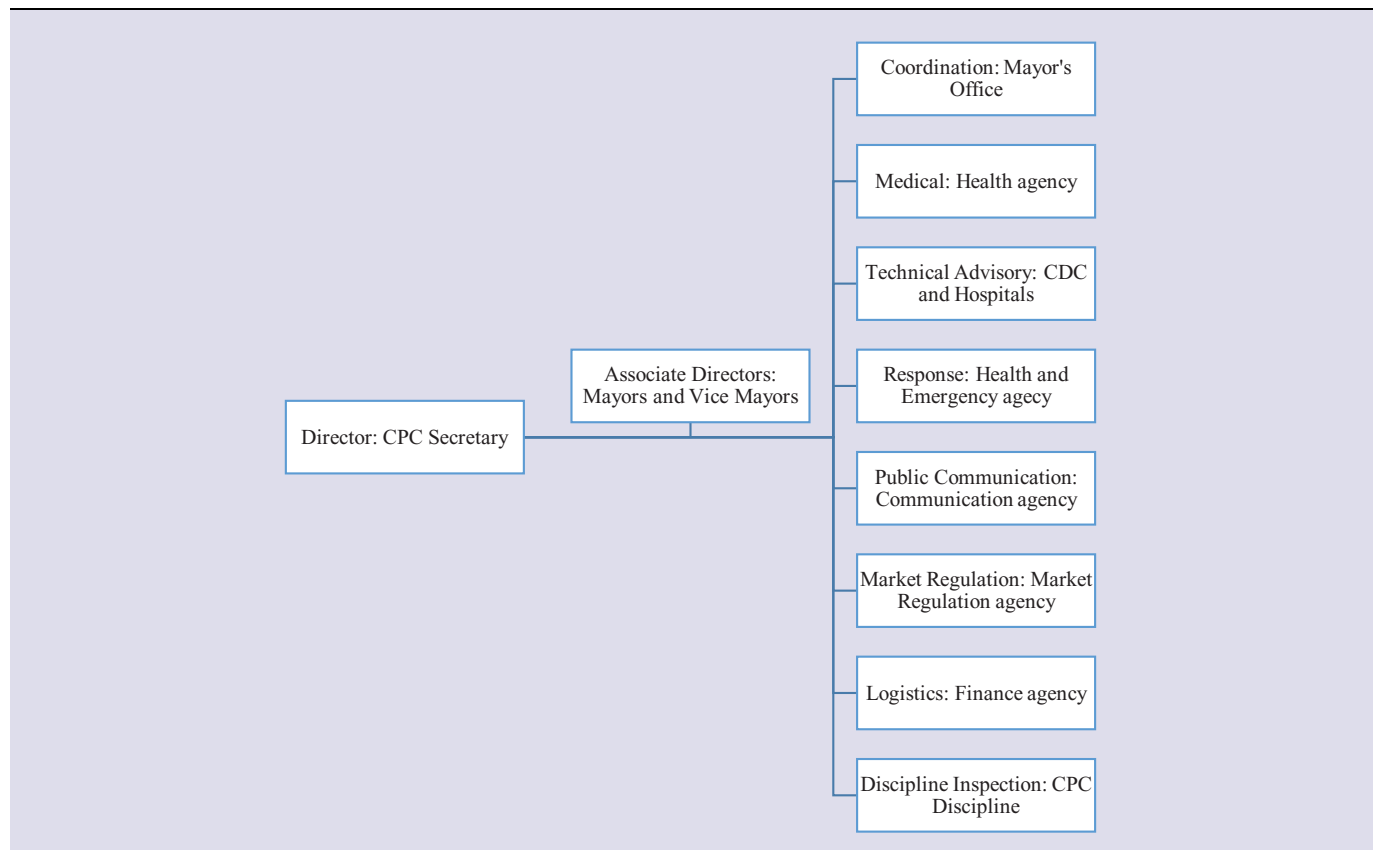 Director: CPC Secretary
Associate Directors:
Mayors and Vice Mayors
Coordination: Mayor's
Office
Medical: Health agency
Technical Advisory: CDC
and Hospitals
Response: Health and
Emergency agecy
Public Communication:
Communication agency
Market Regulation: Market
Regulation agency
Logistics: Finance agency
Discipline Inspection: CPC
Discipline